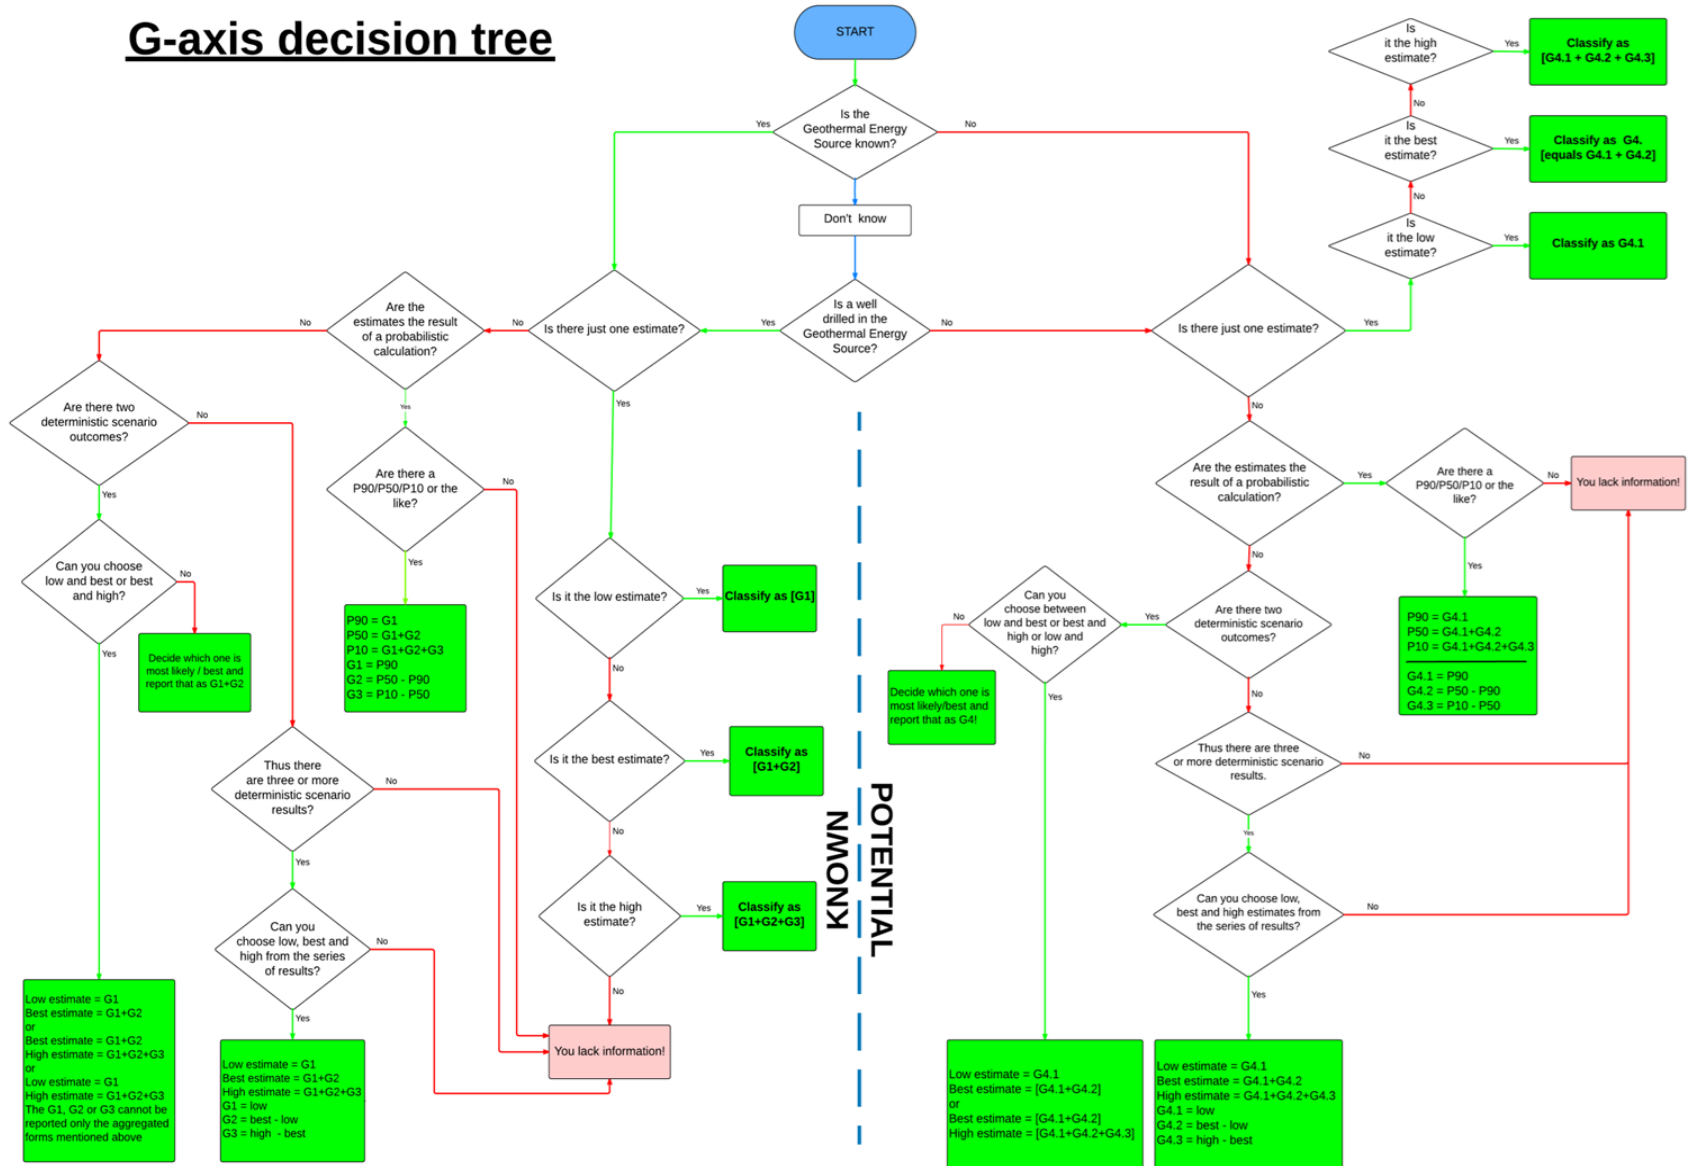 G-axis decision tree
START
Is the
Geothermal Energy
Source known?
Yes
No
Don't know
Is a well
drilled in the
Geothermal Energy
Source?
Yes
No
Is
it the high
estimate?
Yes
Classify as
[G4.1 + G4.2 + G4.3]
No
Is
it the best
estimate?
Yes
Classify as G4.
[equals G4.1 + G4.2]
No
Is
it the low
estimate?
Yes
Classify as G4.1
Is there just one estimate?
No
Yes
Are the
estimates the result
of a probabilistic
calculation?
No
Yes
Are there two
deterministic scenario
outcomes?
No
Yes
Can you choose
low and best or best
and high?
No
Yes
Decide which one is
most likely / best and
report that as G1+G2
Are there a
P90/P50/P10 or the
like?
No
Yes
P90 = G1
P50 = G1+G2
P10 = G1+G2+G3
G1 = P90
G2 = P50 - P90
G3 = P10 - P50
Is it the low estimate?
Yes
Classify as [G1]
No
Is it the best estimate?
Yes
Classify as
[G1+G2]
No
Is it the high
estimate?
Yes
Classify as
[G1+G2+G3]
No
You lack information!
Thus there
are three or more
deterministic scenario
results?
No
Yes
Can you
choose low, best and
high from the series
of results?
No
Yes
Low estimate = G1
Best estimate = G1+G2
or
Best estimate = G1+G2
High estimate = G1+G2+G3
or
Low estimate = G1
High estimate = G1+G2+G3
The G1, G2 or G3 cannot be
reported only the aggregated
forms mentioned above
Low estimate = G1
Best estimate = G1+G2
High estimate = G1+G2+G3
G1 = low
G2 = best - low
G3 = high - best
KNOWN
POTENTIAL
Is there just one estimate?
Yes
No
Are the estimates the
result of a probabilistic
calculation?
Yes
No
Are there a
P90/P50/P10 or the
like?
No
Yes
You lack information!
P90 = G4.1
P50 = G4.1+G4.2
P10 = G4.1+G4.2+G4.3
G4.1 = P90
G4.2 = P50 - P90
G4.3 = P10 - P50
Are there two
deterministic scenario
outcomes?
Yes
No
Can you
choose between
low and best or best and
high or low and
high?
No
Yes
Decide which one is
most likely/best and
report that as G4!
Thus there are three
or more deterministic scenario
results.
No
Yes
Can you choose low,
best and high estimates from
the series of results?
No
Yes
Low estimate = G4.1
Best estimate = [G4.1+G4.2]
or
Best estimate = [G4.1+G4.2]
High estimate = [G4.1+G4.2+G4.3]
Low estimate = G4.1
Best estimate = G4.1+G4.2
High estimate = G4.1+G4.2+G4.3
G4.1 = low
G4.2 = best - low
G4.3 = high - best